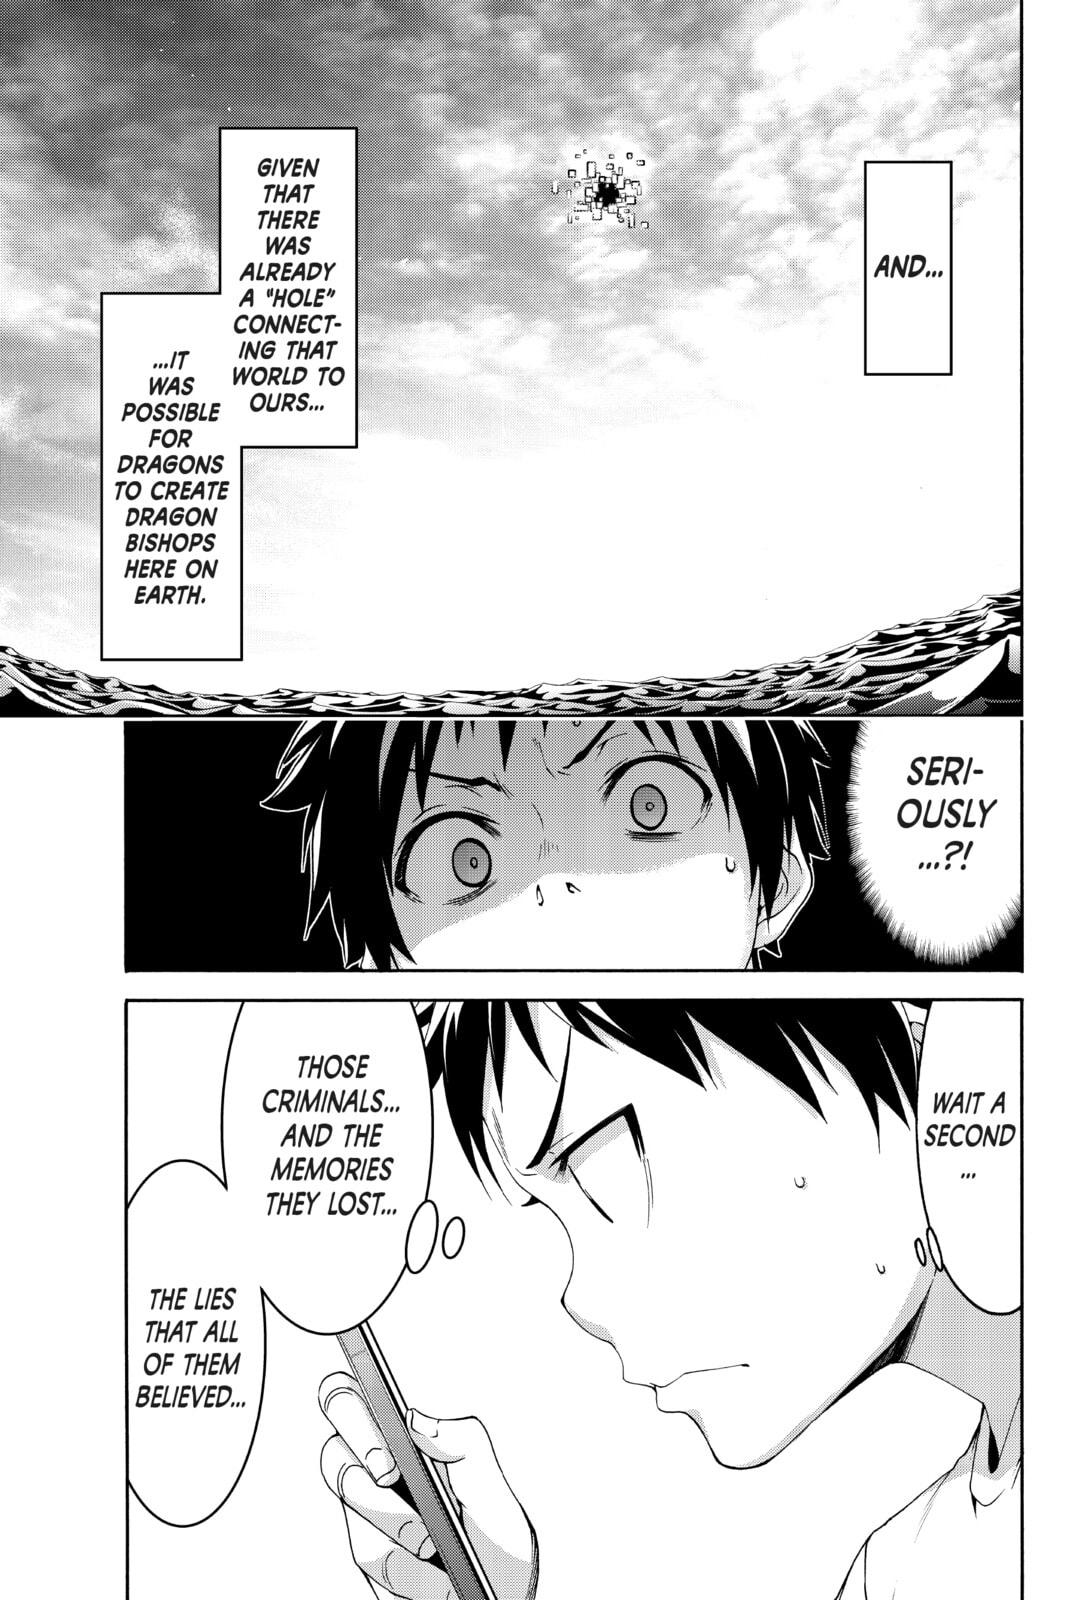 AND...
GIVEN
THAT
THERE
WAS
ALREADY
A "HOLE"
CONNECT-
ING THAT
WORLD TO
OURS...
...IT
WAS
POSSIBLE
FOR
DRAGONS
TO CREATE
DRAGON
BISHOPS
HERE ON
EARTH.
SERI-
OUSLY
...?!
WAIT A
SECOND
...
THOSE
CRIMINALS...
AND THE
MEMORIES
THEY LOST...
THE LIES
THAT ALL
OF THEM
BELIEVED...